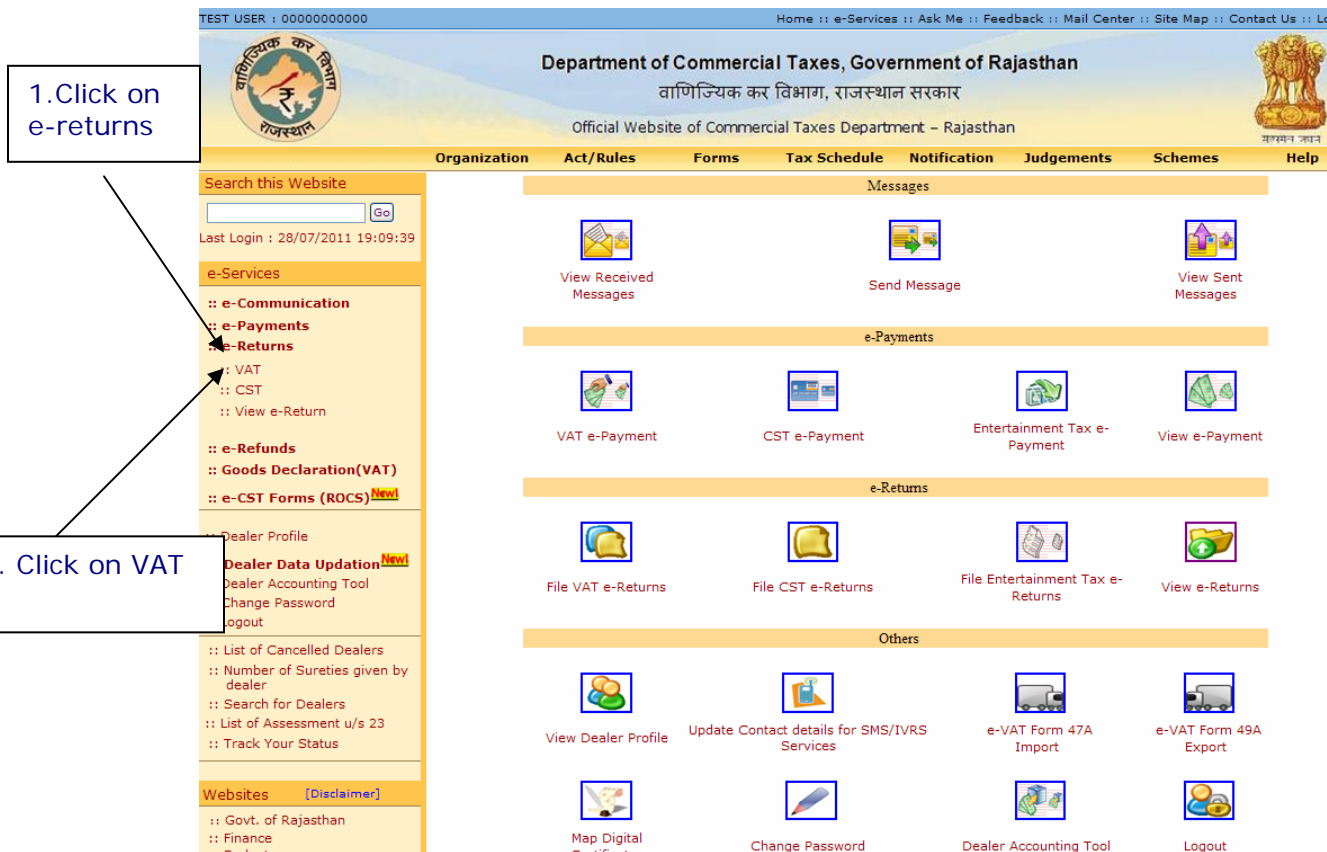 TEST USER : 00000000000
Home :: e-Services :: Ask Me :: Feedback :: Mail Center :: Site Map :: Contact Us ::
वाणिज्यिक कर विभाग
राजस्थान
Department of Commercial Taxes, Government of Rajasthan
वाणिज्यिक कर विभाग, राजस्थान सरकार
Official Website of Commercial Taxes Department – Rajasthan
1.Click on
e-returns
Organization Act/Rules Forms Tax Schedule Notification Judgements Schemes Help
Search this Website
Go
Last Login : 28/07/2011 19:09:39
e-Services
:: e-Communication
:: e-Payments
:: e-Returns
:: VAT
:: CST
:: View e-Return
:: e-Refunds
:: Goods Declaration(VAT)
:: e-CST Forms (ROCS) New!
:: Dealer Profile
Dealer Data Updation New!
Dealer Accounting Tool
Change Password
Logout
. Click on VAT
:: List of Cancelled Dealers
:: Number of Sureties given by
dealer
:: Search for Dealers
:: List of Assessment u/s 23
:: Track Your Status
Websites [Disclaimer]
:: Govt. of Rajasthan
:: Finance
Messages
View Received
Messages
Send Message
View Sent
Messages
e-Payments
VAT e-Payment
CST e-Payment
Entertainment Tax e-
Payment
View e-Payment
e-Returns
File VAT e-Returns
File CST e-Returns
File Entertainment Tax e-
Returns
View e-Returns
Others
View Dealer Profile
Update Contact details for SMS/IVRS
Services
e-VAT Form 47A
Import
e-VAT Form 49A
Export
Map Digital
Change Password
Dealer Accounting Tool
Logout